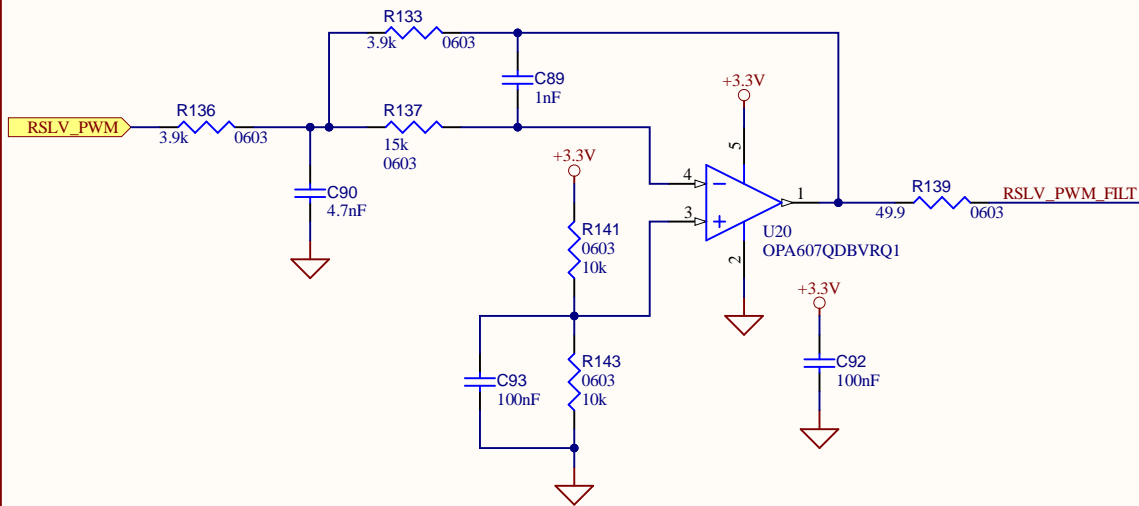 R133
3.9k
0603
C89
1nF
+3.3V
RSLV_PWM
R136
3.9k
0603
R137
15k
0603
+3.3V
5
4
3
1
2
U20
OPA607QDBVRQ1
R139
49.9
0603
RSLV_PWM_FILT
C90
4.7nF
R141
0603
10k
+3.3V
C92
100nF
C93
100nF
R143
0603
10k